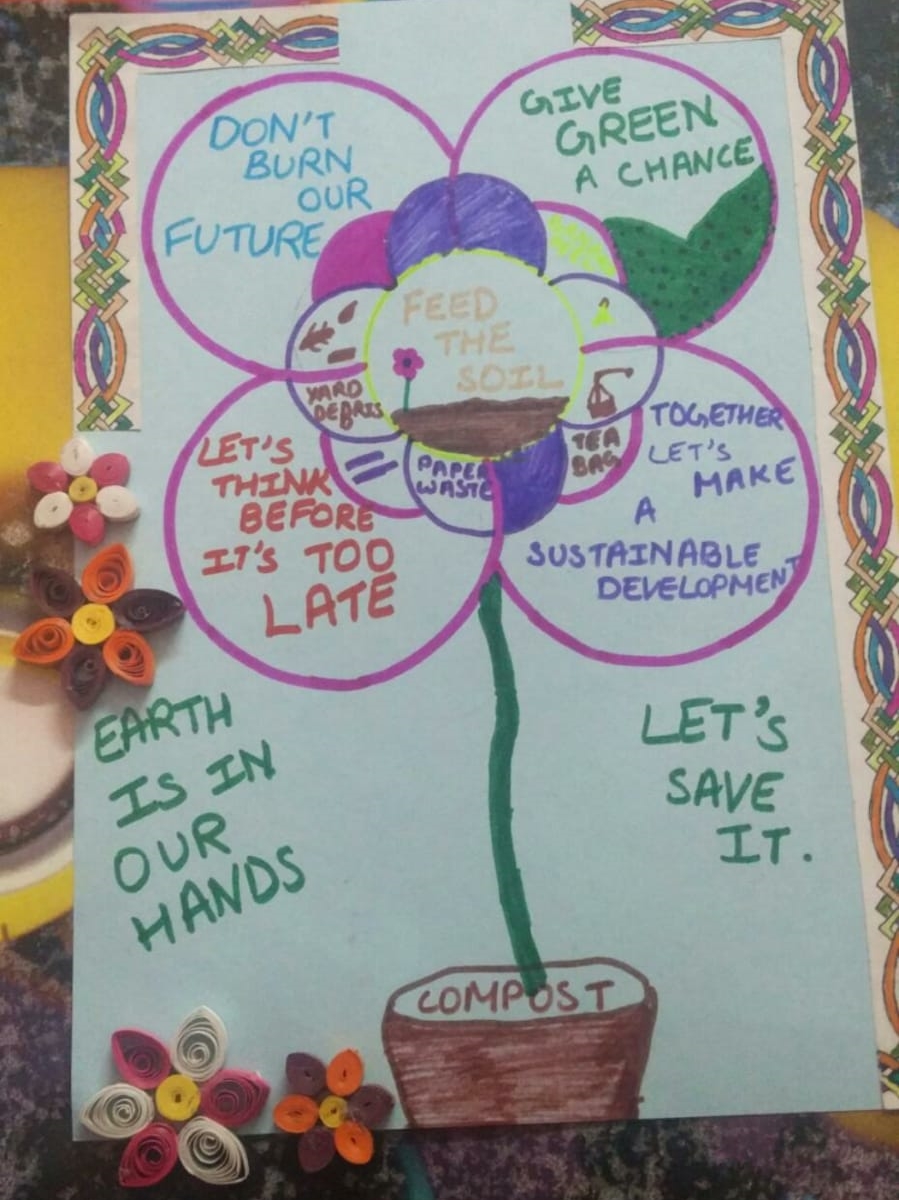 DON'T
BURN
OUR
FUTURE
GIVE
GREEN
A CHANCE
FEED
THE
SOIL
YARD
DEBRIS
PAPER
WASTE
TEA
BAG
LET'S
THINK
BEFORE
IT'S TOO
LATE
TOGETHER
LET'S
MAKE
A
SUSTAINABLE
DEVELOPMENT
EARTH
IS IN
OUR
HANDS
LET'S
SAVE
IT.
COMPOST